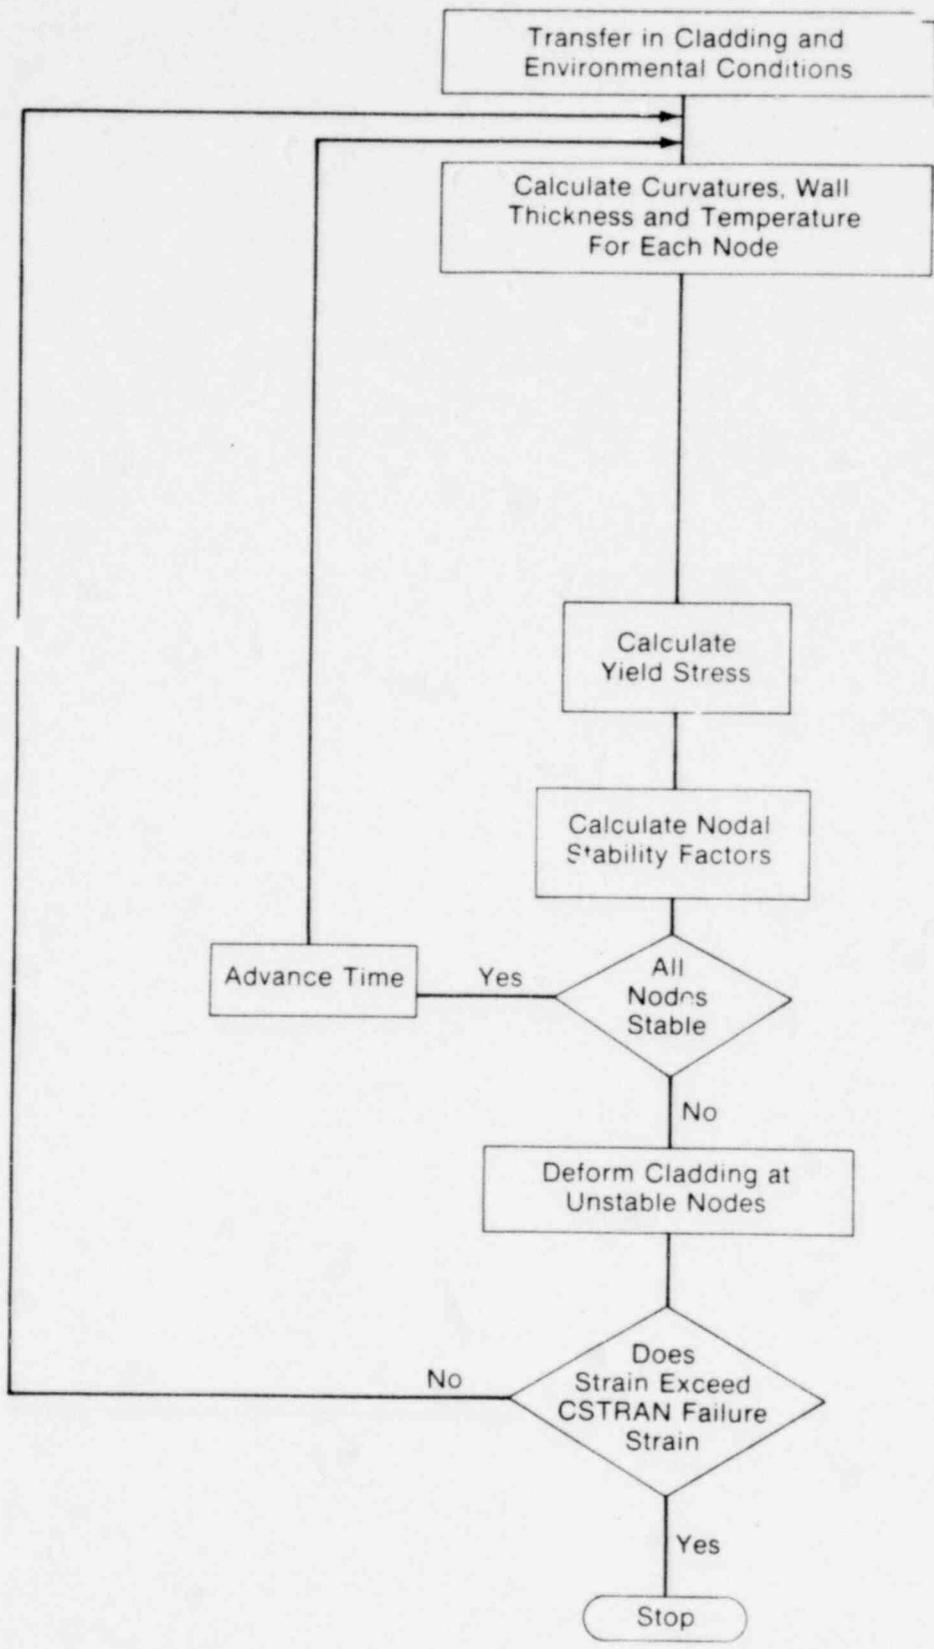 Transfer in Cladding and
Environmental Conditions
Calculate Curvatures, Wall
Thickness and Temperature
For Each Node
Calculate
Yield Stress
Calculate Nodal
Stability Factors
Advance Time
Yes
All
Nodes
Stable
No
Deform Cladding at
Unstable Nodes
No
Does
Strain Exceed
CSTRAN Failure
Strain
Yes
Stop